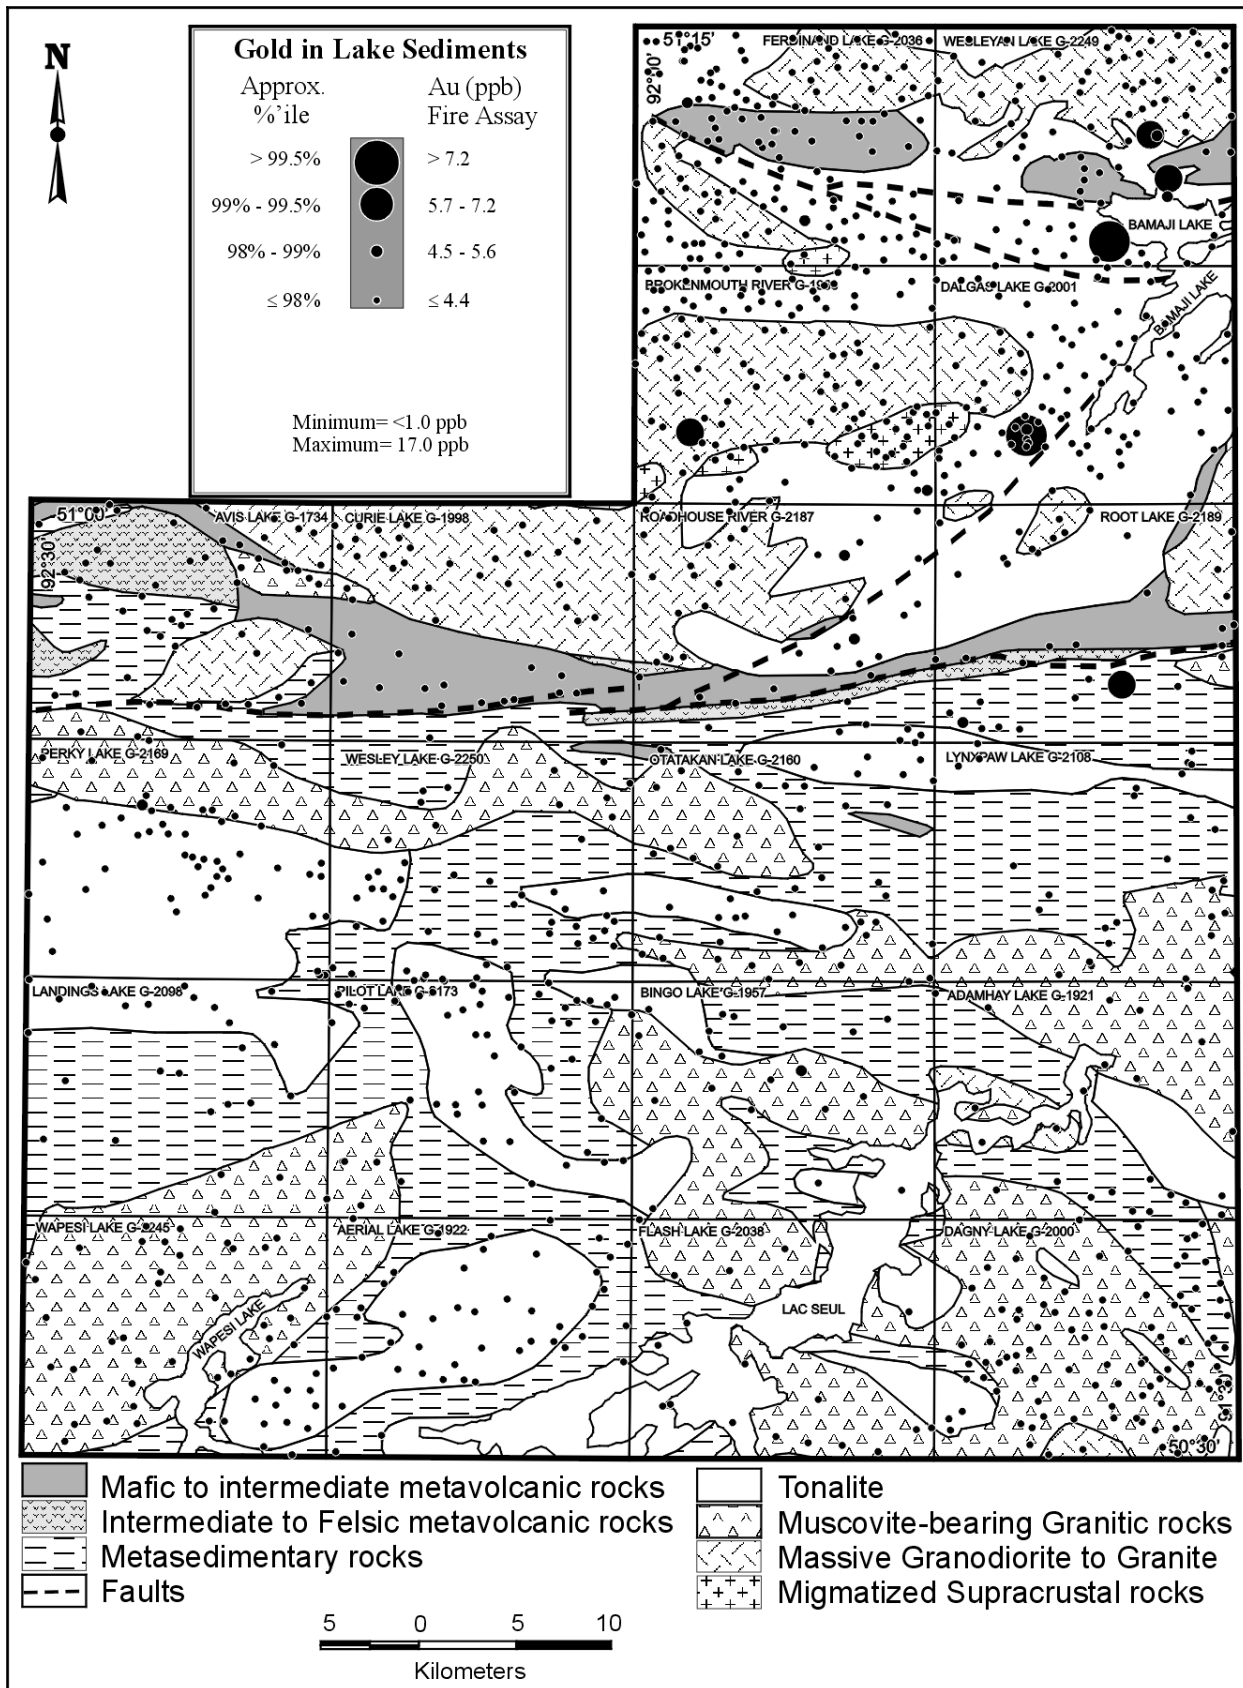 N
Gold in Lake Sediments
Approx. Au (ppb)
%'ile Fire Assay
> 99.5% > 7.2
99% - 99.5% 5.7 - 7.2
98% - 99% 4.5 - 5.6
≤ 98% ≤ 4.4
Minimum= <1.0 ppb
Maximum= 17.0 ppb
51°15'
92°00'
FERDINAND LAKE G-2036
WESLEYAN LAKE G-2249
BAMAJI LAKE
BROKENMOUTH RIVER
DALGAS LAKE G-2001
BAMAJI LAKE
51°00'
92°30'
AVIS LAKE G-1734
CURIE LAKE G-1998
ROADHOUSE RIVER G-2187
ROOT LAKE G-2189
PERKY LAKE G-2169
WESLEY LAKE G-2250
OTATAKAN LAKE G-2160
LYNXPAW LAKE G-2108
LANDINGS LAKE G-2098
PILOT LAKE G-3173
BINGO LAKE G-1957
ADAMHAY LAKE G-1921
WAPESI LAKE G-2245
AERIAL LAKE G-1922
FLASH LAKE G-2038
DAGNY LAKE G-2000
WAPESI LAKE
LAC SEUL
91°30'
50°30'
Mafic to intermediate metavolcanic rocks
Intermediate to Felsic metavolcanic rocks
Metasedimentary rocks
Faults
Tonalite
Muscovite-bearing Granitic rocks
Massive Granodiorite to Granite
Migmatized Supracrustal rocks
5 0 5 10
Kilometers